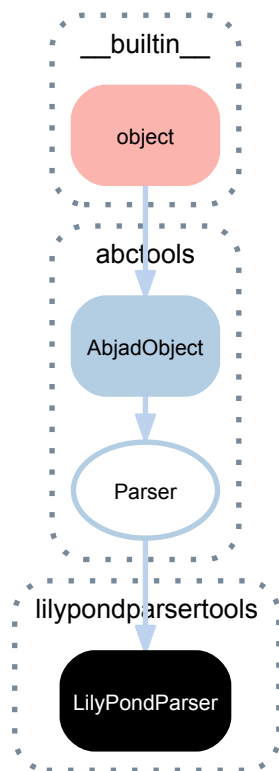 __builtin__
object
abctools
AbjadObject
Parser
lilypondparsertools
LilyPondParser